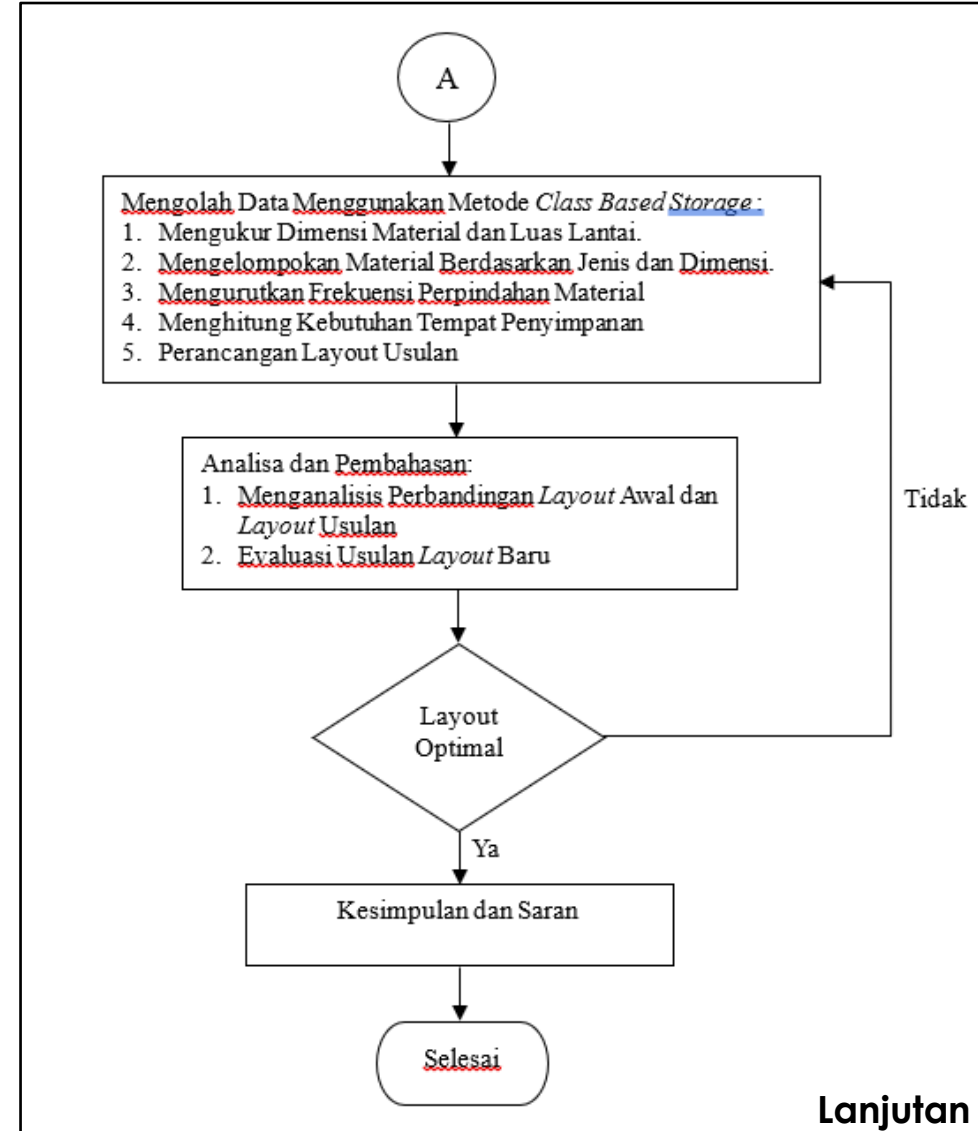 A
Mengolah Data Menggunakan Metode Class Based Storage :
1. Mengukur Dimensi Material dan Luas Lantai.
2. Mengelompokan Material Berdasarkan Jenis dan Dimensi.
3. Mengurutkan Frekuensi Perpindahan Material
4. Menghitung Kebutuhan Tempat Penyimpanan
5. Perancangan Layout Usulan
Analisa dan Pembahasan:
1. Menganalisis Perbandingan Layout Awal dan
Layout Usulan
2. Evaluasi Usulan Layout Baru
Tidak
Layout
Optimal
Ya
Kesimpulan dan Saran
Selesai
Lanjutan